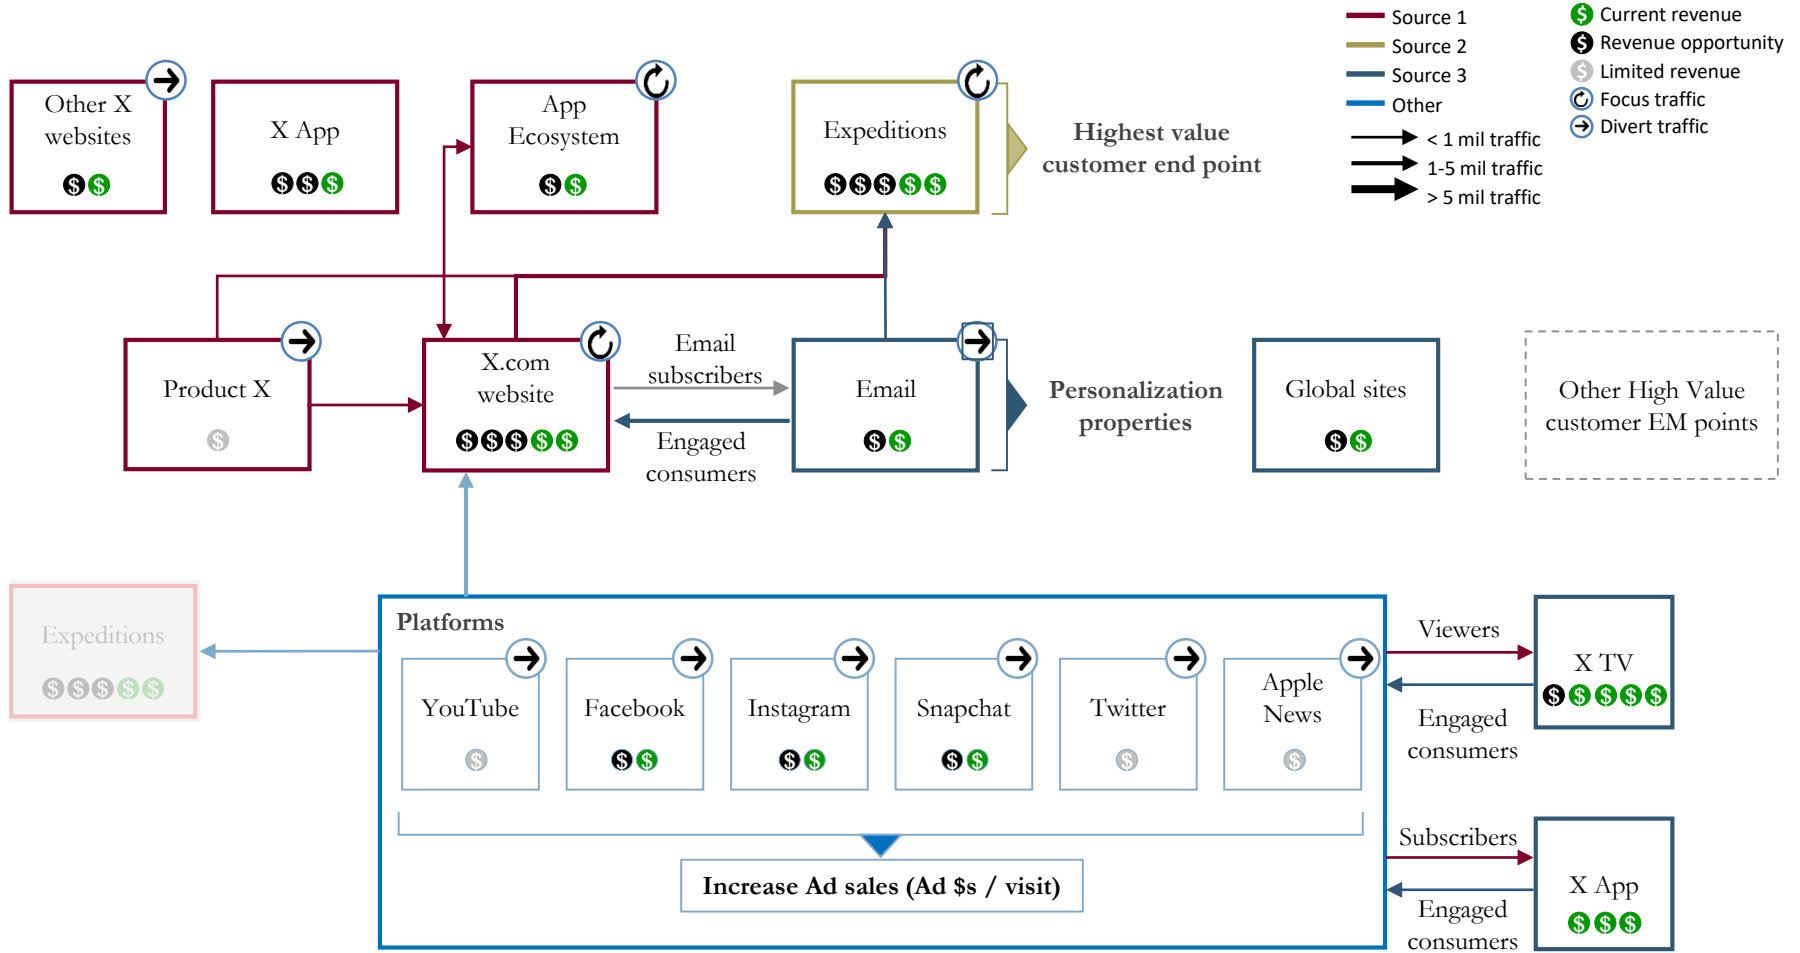 Source 1
Source 2
Source 3
Other
< 1 mil traffic
1-5 mil traffic
> 5 mil traffic
$ Current revenue
$ Revenue opportunity
$ Limited revenue
Focus traffic
Divert traffic
Other X
websites
$ $
X App
$ $ $
App
Ecosystem
$ $
Expeditions
$ $ $ $ $
Highest value
customer end point
Product X
$
X.com
website
$ $ $ $ $
Email
subscribers
Engaged
consumers
Email
$ $
Personalization
properties
Global sites
$ $
Other High Value
customer EM points
Expeditions
$ $ $ $ $
Platforms
YouTube
$
Facebook
$ $
Instagram
$ $
Snapchat
$ $
Twitter
$
Apple
News
$
Increase Ad sales (Ad $s / visit)
Viewers
Engaged
consumers
X TV
$ $ $ $ $
Subscribers
Engaged
consumers
X App
$ $ $